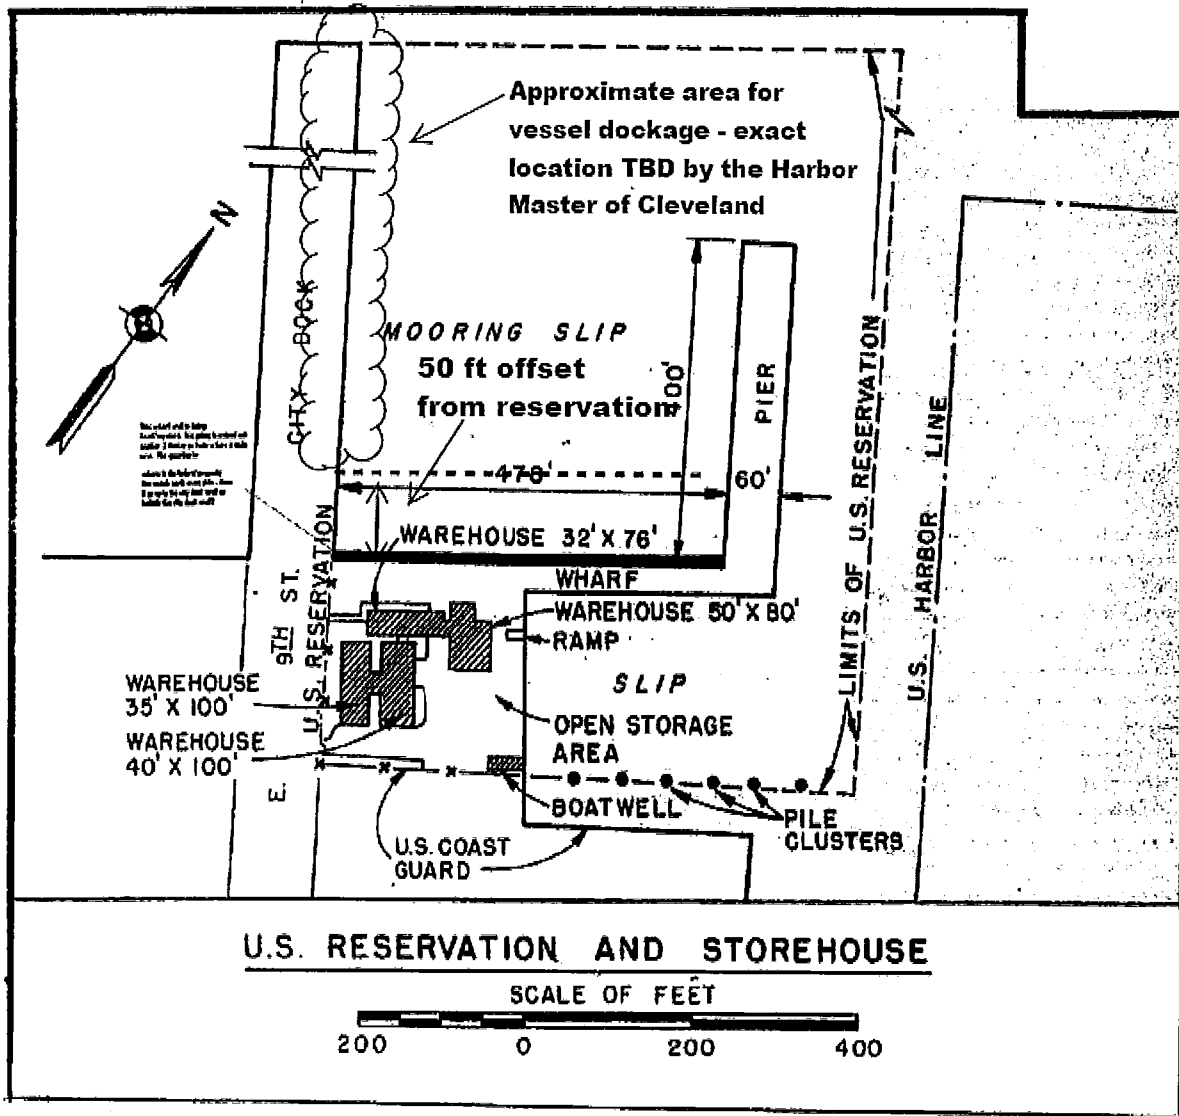 Approximate area for
vessel dockage - exact
location TBD by the Harbor
Master of Cleveland
N
CITY DOCK
MOORING SLIP
50 ft offset
from reservation
PIER
60'
WAREHOUSE 32' X 76'
WHARF
WAREHOUSE 50' X 80'
RAMP
SLIP
OPEN STORAGE
AREA
BOATWELL
PILE
CLUSTERS
U.S. COAST
GUARD
WAREHOUSE
35' X 100'
WAREHOUSE
40' X 100'
E. 9TH ST.
U.S. RESERVATION
LIMITS OF U.S. RESERVATION
U.S. HARBOR LINE
U.S. RESERVATION AND STOREHOUSE
SCALE OF FEET
200 0 200 400